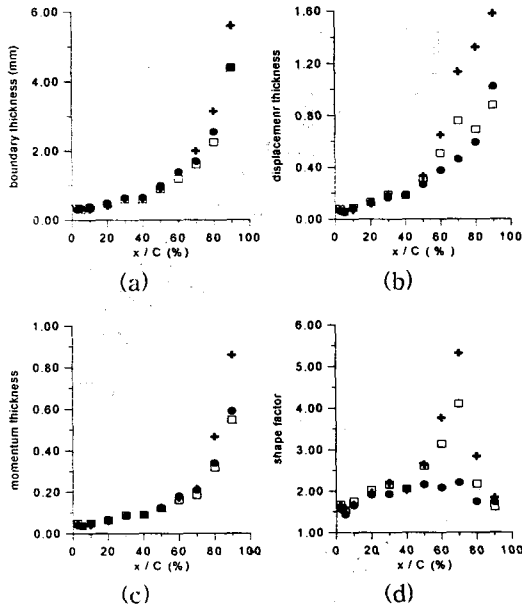 6.00
4.00
2.00
0.00
boundary thickness (mm)
0 20 40 60 80 100
x / C (%)
(a)
1.60
1.20
0.80
0.40
0.00
displacemenr thickness
0 20 40 60 80 100
x / C (%)
(b)
1.00
0.80
0.60
0.40
0.20
0.00
momentum thickness
0 20 40 60 80 100
x / C (%)
(c)
6.00
5.00
4.00
3.00
2.00
1.00
shape factor
0 20 40 60 80 100
x / C (%)
(d)